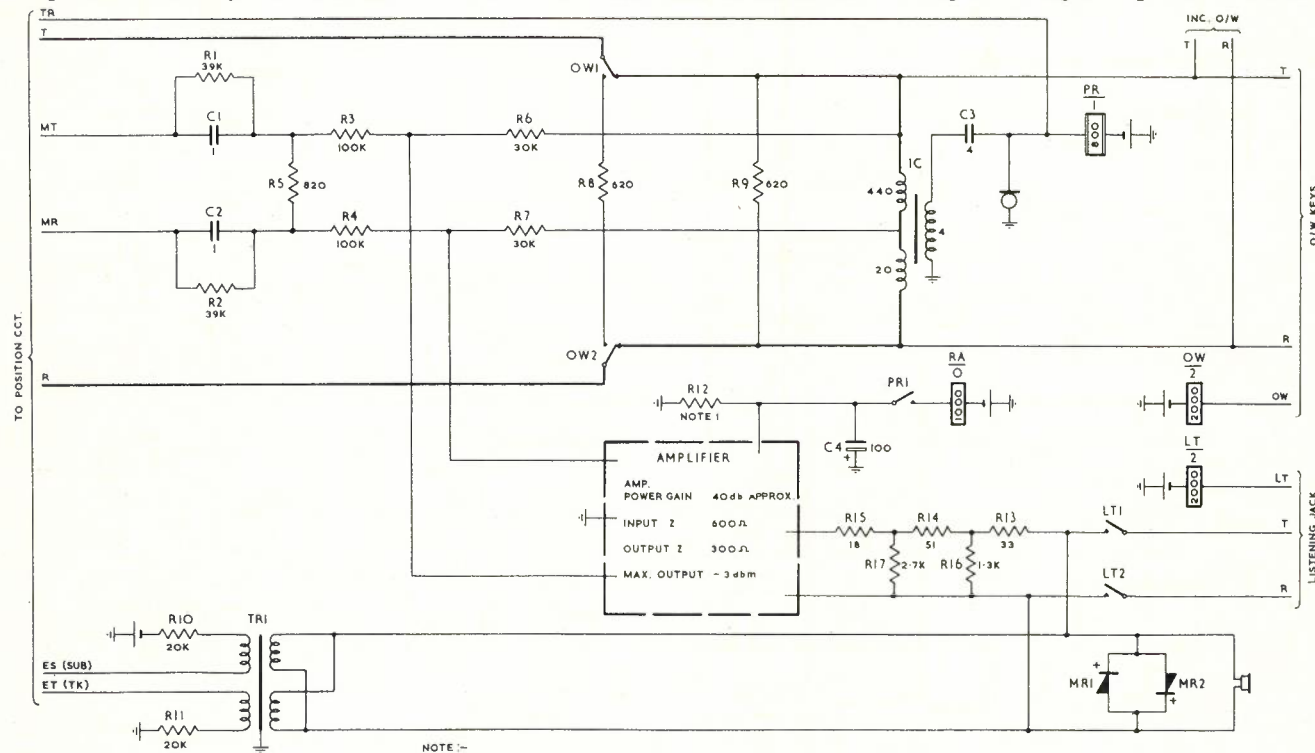 TR
T
INC. O/W
T R
R1
39K
OW1
T
C1
1
MT
R3
100K
R6
30K
C3
4
PR
1
800
R5 820
R8 620
R9 620
IC
440
4
20
C2
1
MR
R4
100K
R7
30K
R2
39K
O/W KEYS
TO POSITION CCT.
OW2
R
R
R12
NOTE 1
PR1
RA
0
1000
OW
2
2000
OW
C4 100
+
AMPLIFIER
AMP.
POWER GAIN 40db APPROX.
INPUT Z 600Ω
OUTPUT Z 300Ω
MAX. OUTPUT -3dbm
LT
2
2000
LT
R15
18
R14
51
R13
33
LT1
T
R17 2·7K
R16 1·3K
LT2
R
LISTENING JACK
R10
20K
TR1
ES (SUB)
ET (TK)
R11
20K
+
MR1
MR2
+
NOTE:-